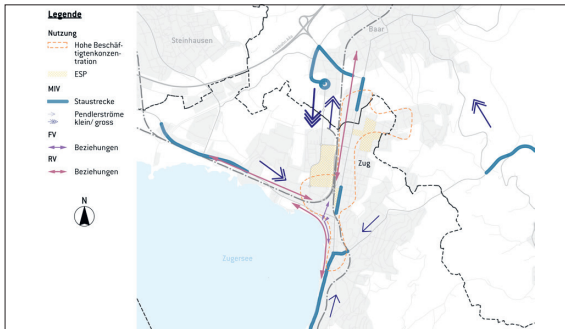 Legende
Nutzung
Hohe Beschäf-
tigtenkonzen-
tration
ESP
MIV
Staustrecke
Pendlerströme
klein/ gross
FV
Beziehungen
RV
Beziehungen
N
Steinhausen
Baar
Zug
Zugersee